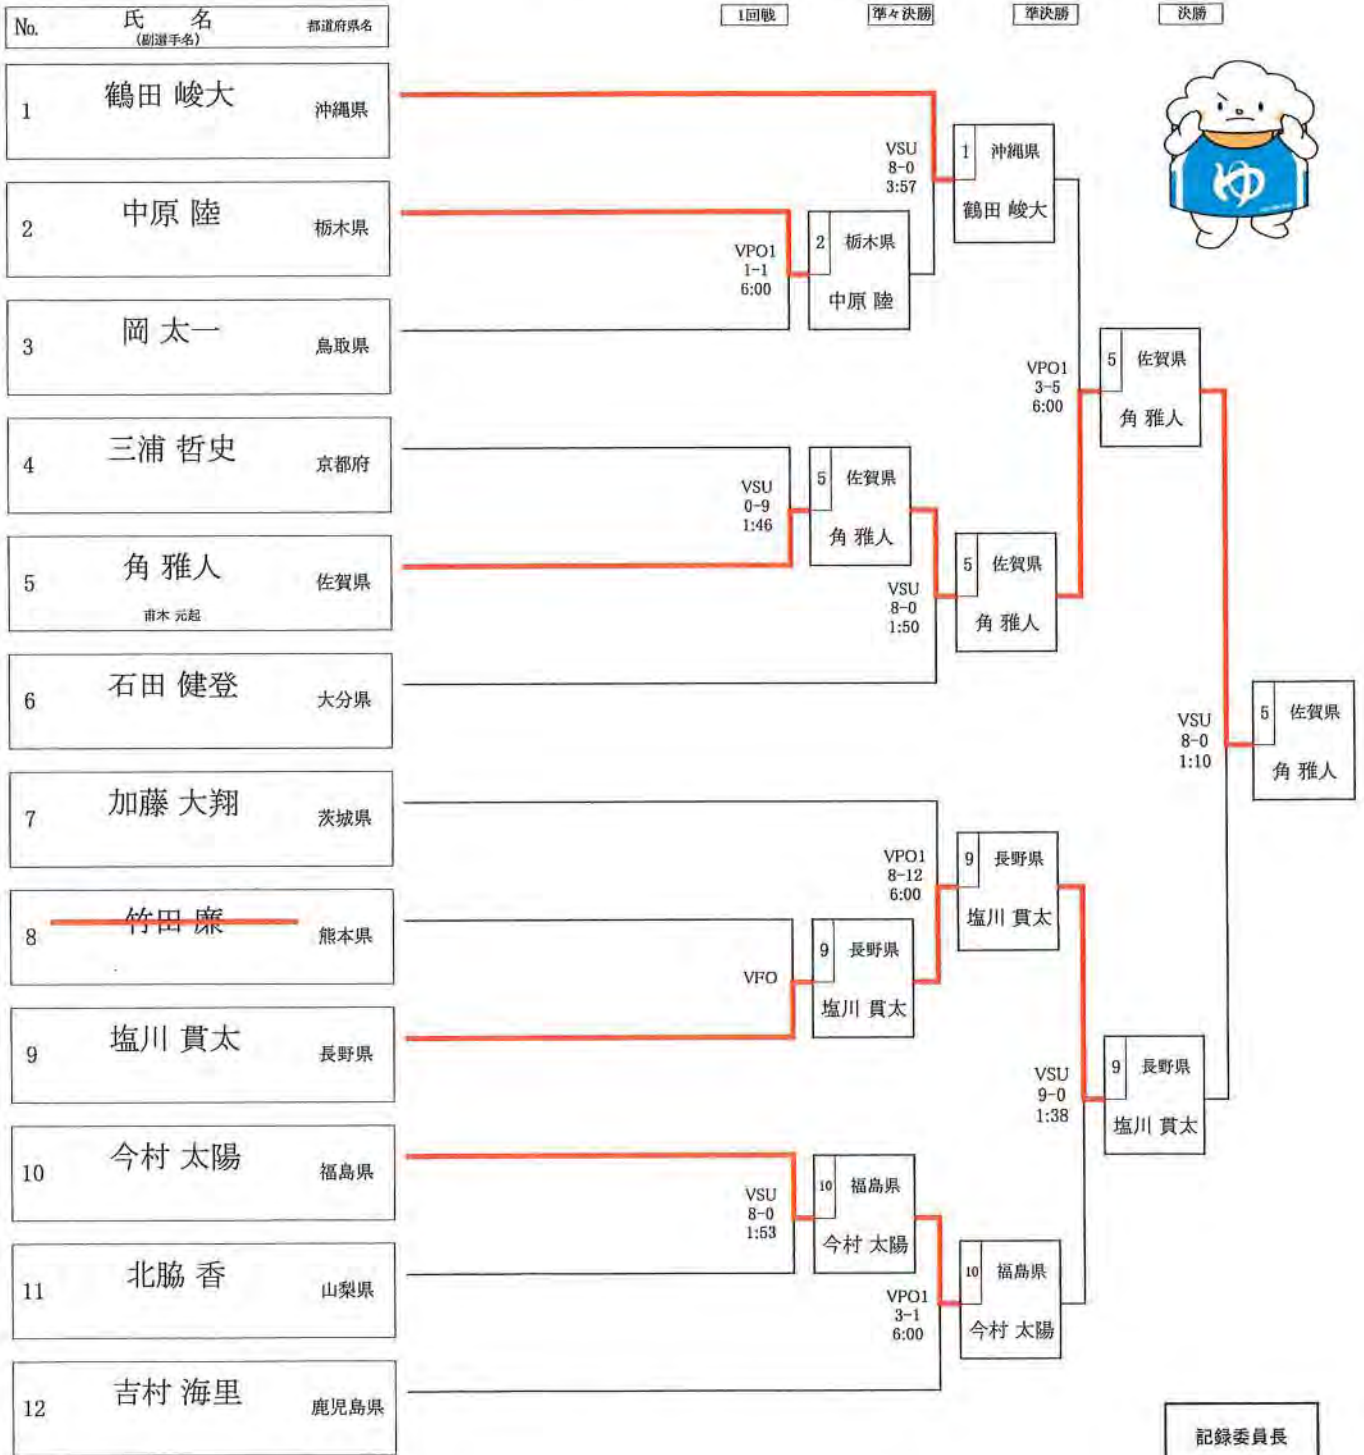 No. 氏 名 都道府県名
(副選手名)
1回戦 準々決勝 準決勝 決勝
1 鶴田 峻大 沖縄県
2 中原 陸 栃木県
3 岡 太一 鳥取県
4 三浦 哲史 京都府
5 角 雅人 佐賀県
甫木 元起
6 石田 健登 大分県
7 加藤 大翔 茨城県
8 竹田 廉 熊本県
9 塩川 貫太 長野県
10 今村 太陽 福島県
11 北脇 香 山梨県
12 吉村 海里 鹿児島県
VPO1
1-1
6:00
2 栃木県
中原 陸
VSU
0-9
1:46
5 佐賀県
角 雅人
VFO
9 長野県
塩川 貫太
VSU
8-0
1:53
10 福島県
今村 太陽
VSU
8-0
3:57
1 沖縄県
鶴田 峻大
VSU
8-0
1:50
5 佐賀県
角 雅人
VPO1
8-12
6:00
9 長野県
塩川 貫太
VPO1
3-1
6:00
10 福島県
今村 太陽
VPO1
3-5
6:00
5 佐賀県
角 雅人
VSU
9-0
1:38
9 長野県
塩川 貫太
VSU
8-0
1:10
5 佐賀県
角 雅人
ゆ
記録委員長